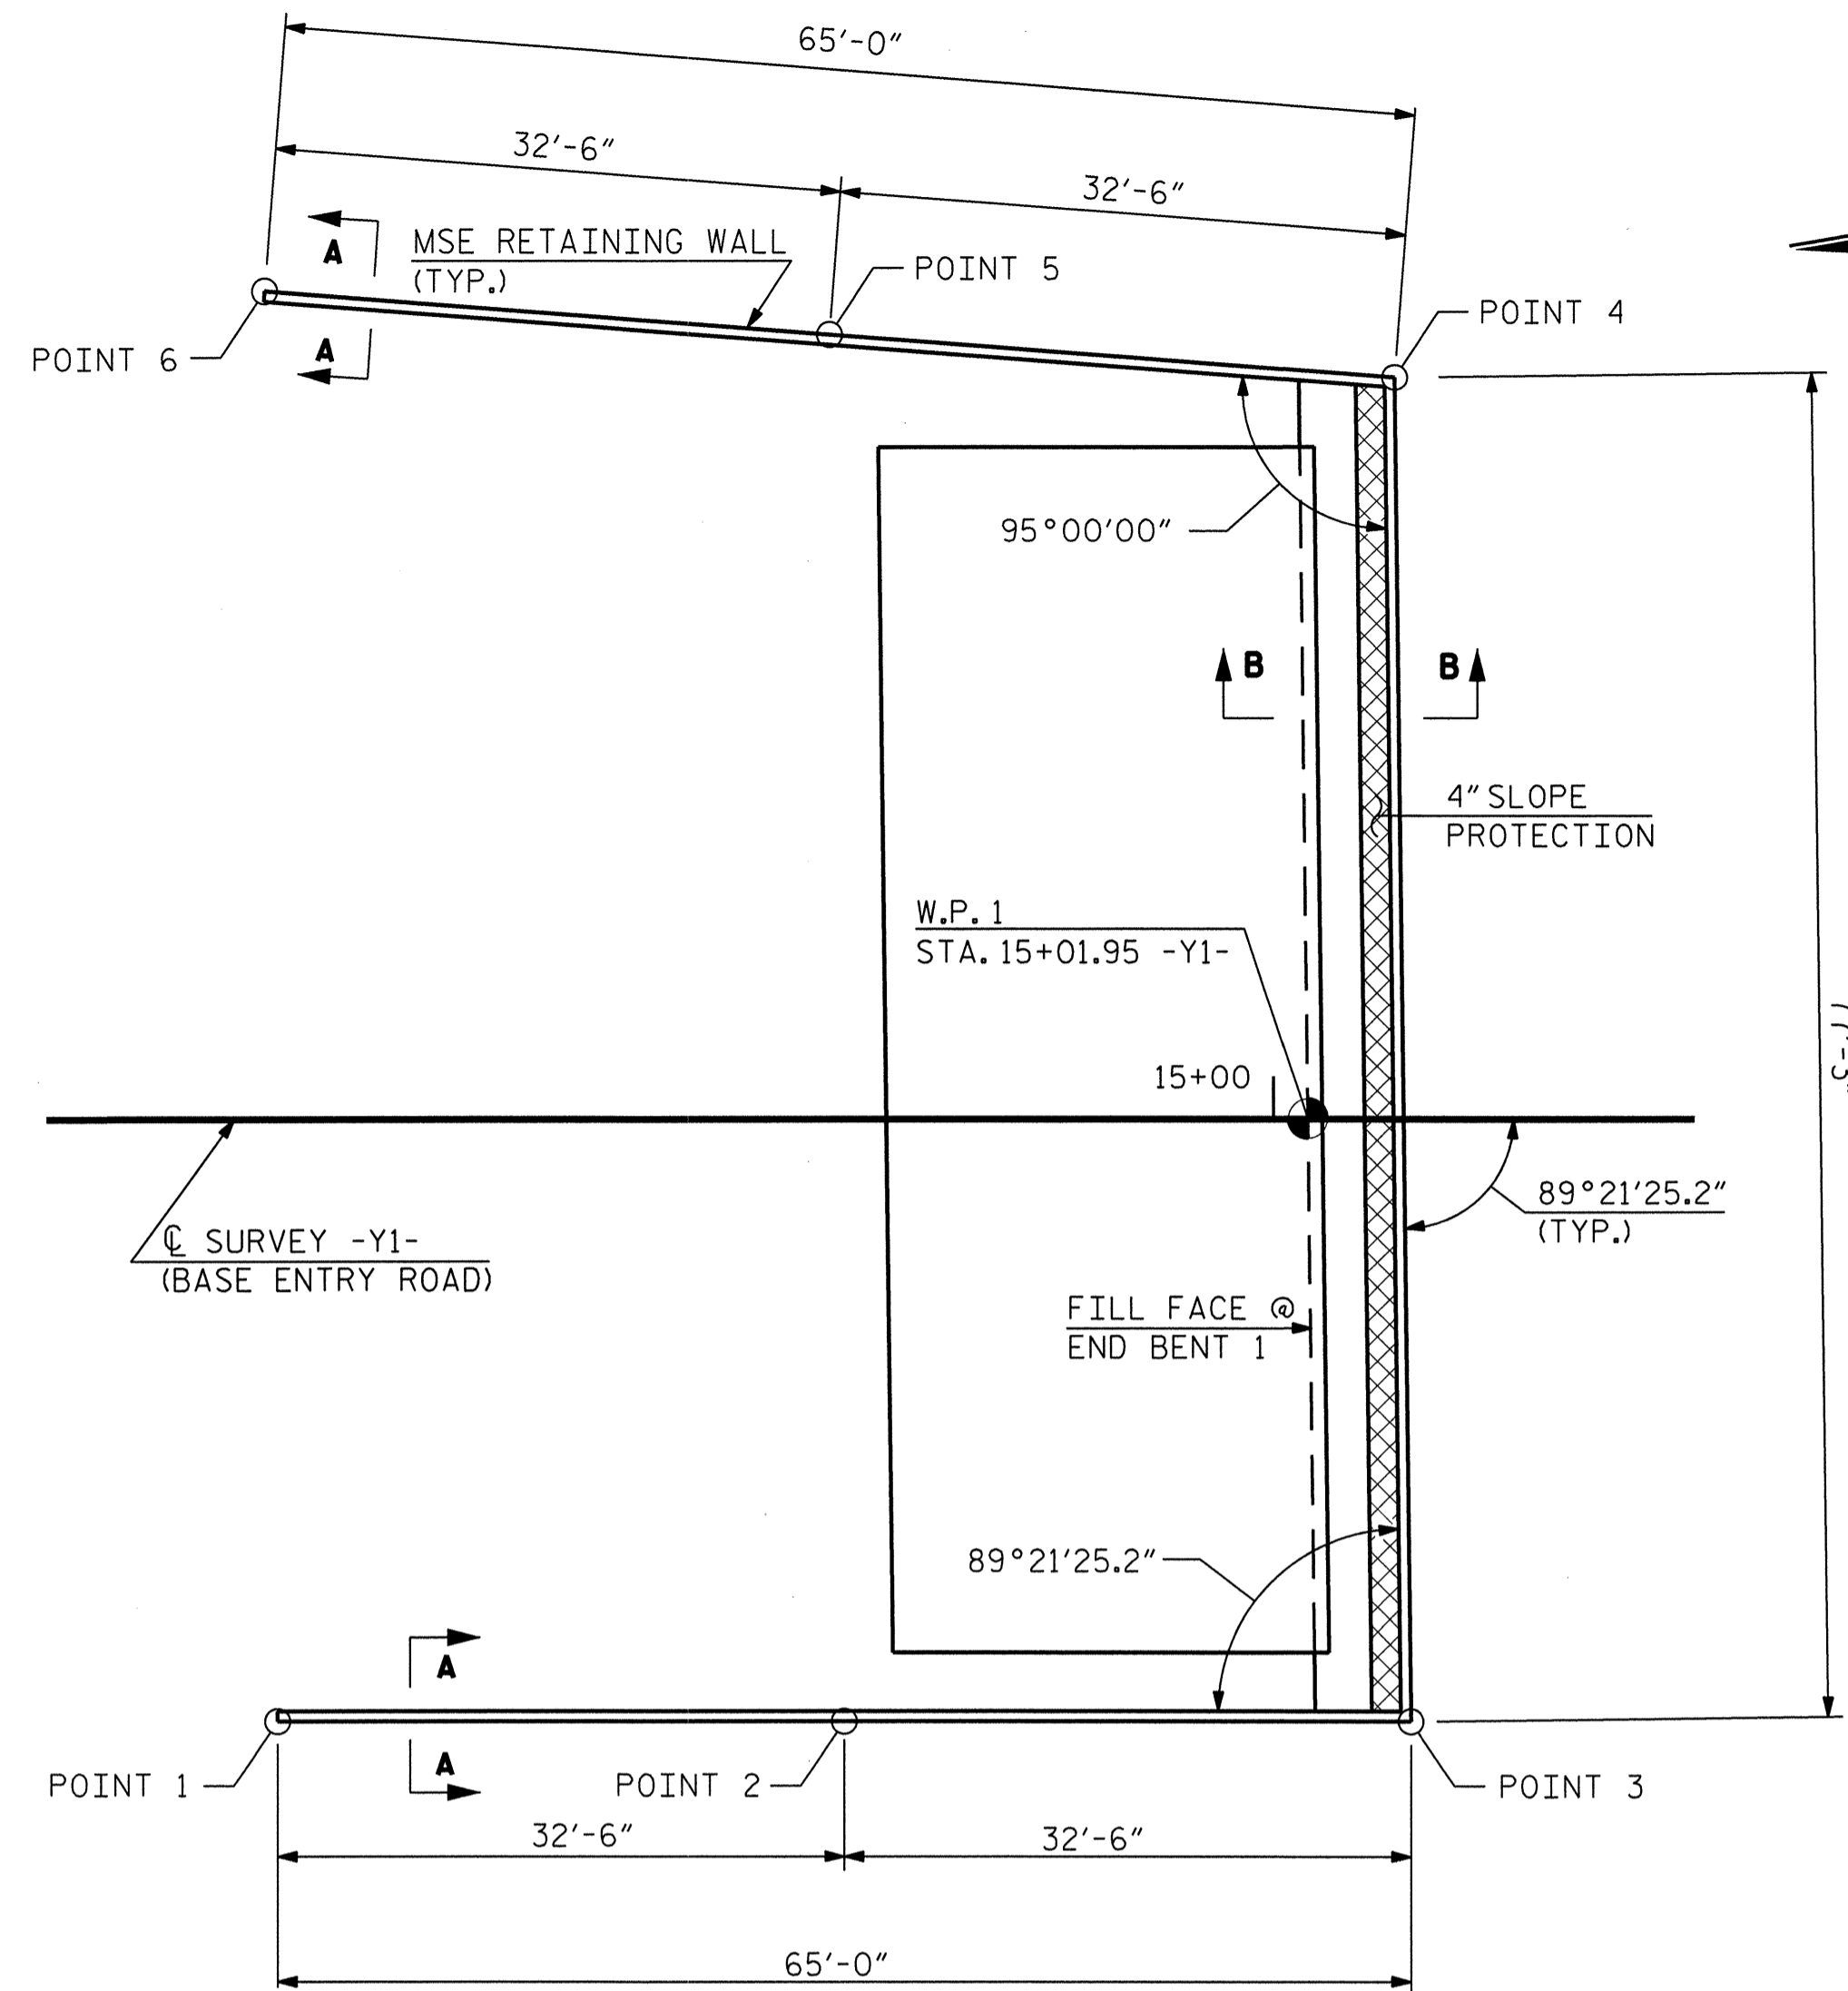 65'-0"
32'-6"
32'-6"
A
MSE RETAINING WALL
(TYP.)
POINT 5
POINT 4
POINT 6
A
95°00'00"
B
B
4" SLOPE
PROTECTION
W.P. 1
STA. 15+01.95 -Y1-
15+00
89°21'25.2"
(TYP.)
℄ SURVEY -Y1-
(BASE ENTRY ROAD)
FILL FACE @
END BENT 1
89°21'25.2"
A
A
POINT 1
POINT 2
POINT 3
32'-6"
32'-6"
65'-0"